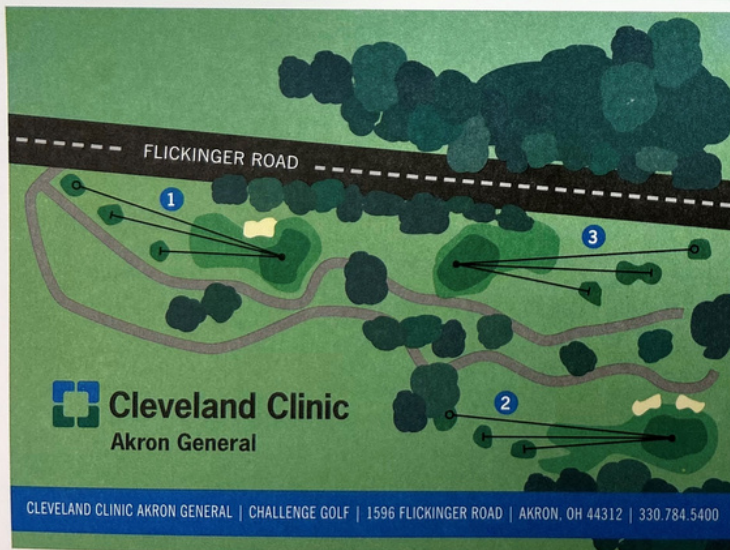 FLICKINGER ROAD
1
3
2
Cleveland Clinic
Akron General
CLEVELAND CLINIC AKRON GENERAL | CHALLENGE GOLF | 1596 FLICKINGER ROAD | AKRON, OH 44312 | 330.784.5400